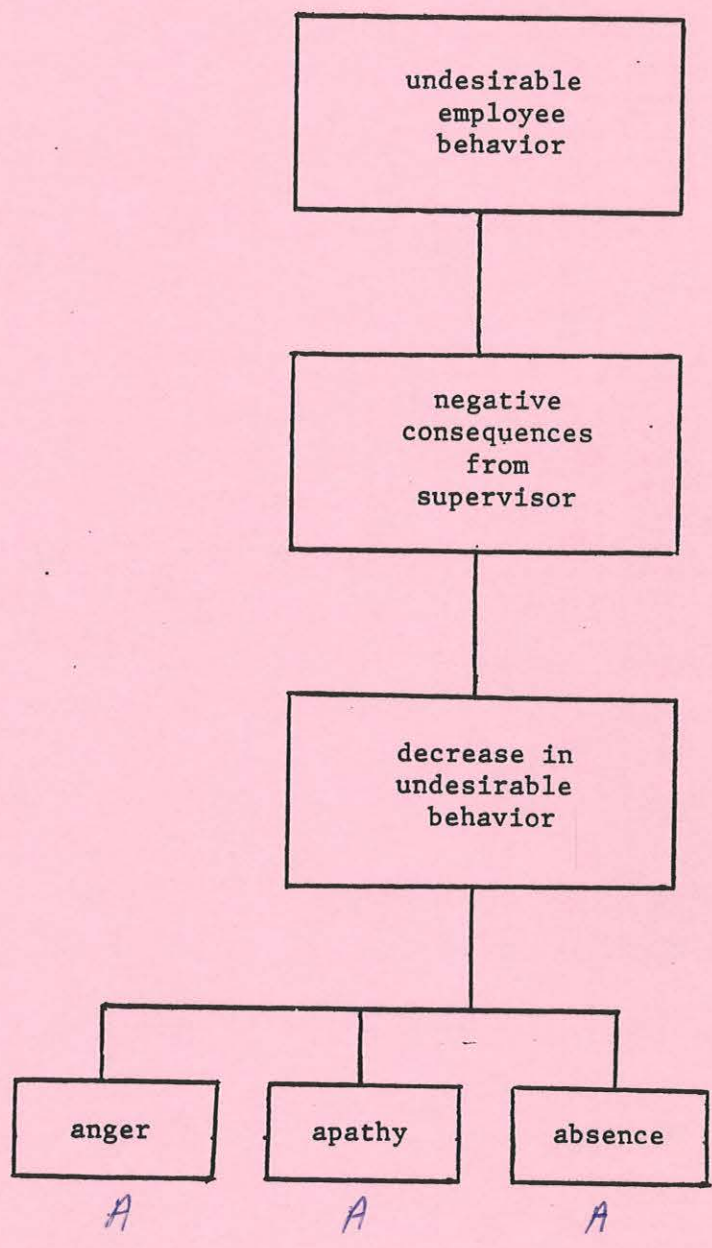 undesirable
employee
behavior
negative
consequences
from
supervisor
decrease in
undesirable
behavior
anger
apathy
absence
A
A
A